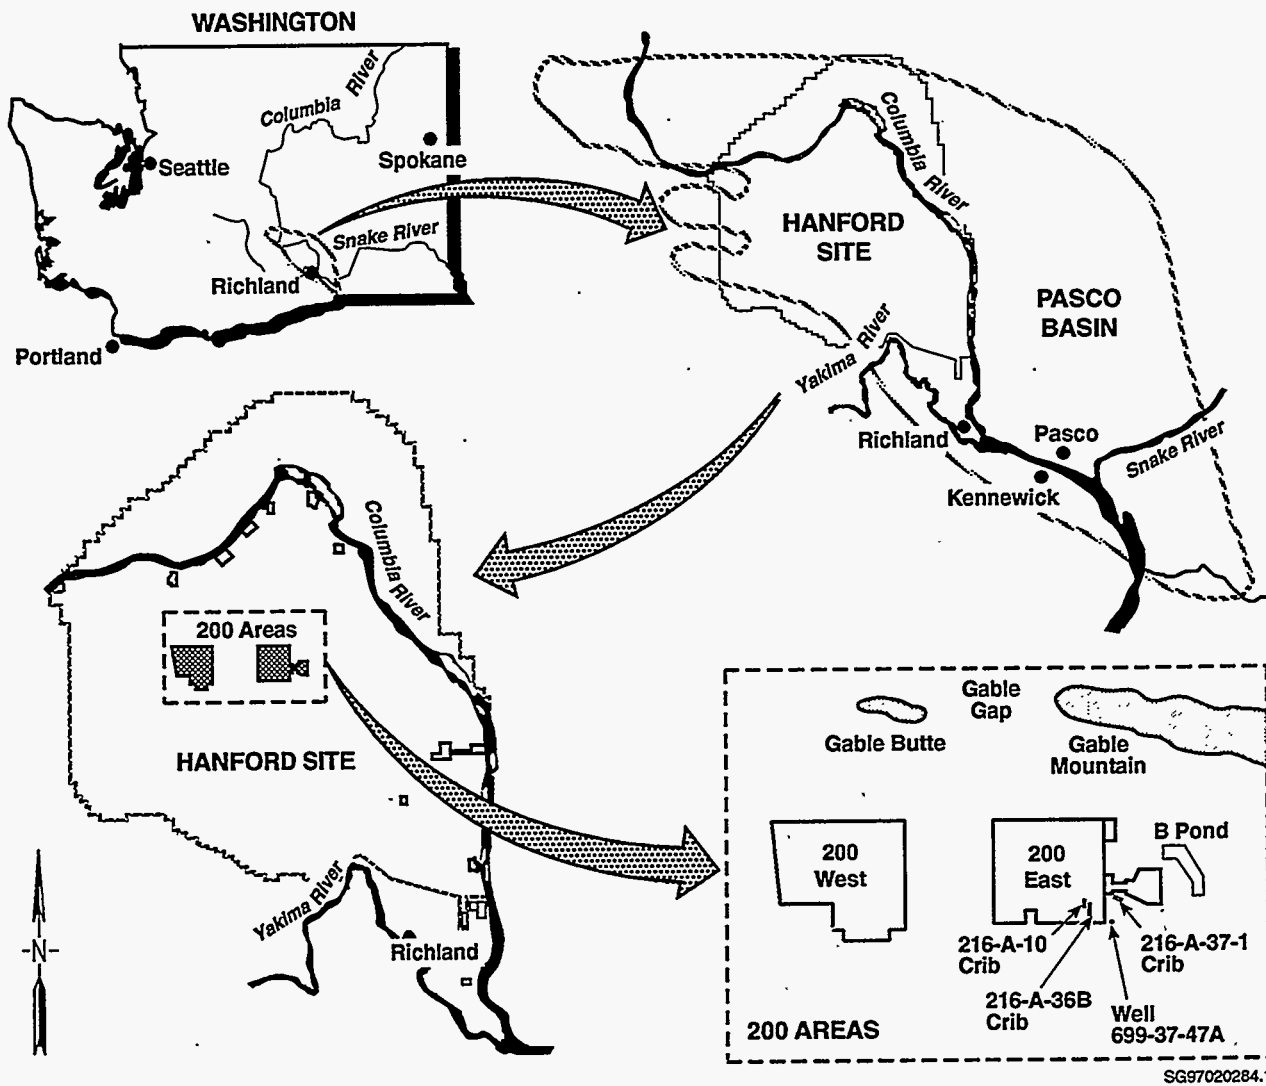 WASHINGTON
Columbia River
Seattle
Spokane
Snake River
Richland
Portland
Columbia River
HANFORD
SITE
PASCO
BASIN
Yakima River
Richland
Pasco
Kennewick
Snake River
Columbia River
200 Areas
HANFORD SITE
Yakima River
Richland
N
Gable
Gap
Gable Butte
Gable
Mountain
200
West
200
East
B Pond
216-A-10
Crib
216-A-37-1
Crib
216-A-36B
Crib
Well
699-37-47A
200 AREAS
SG97020284.1